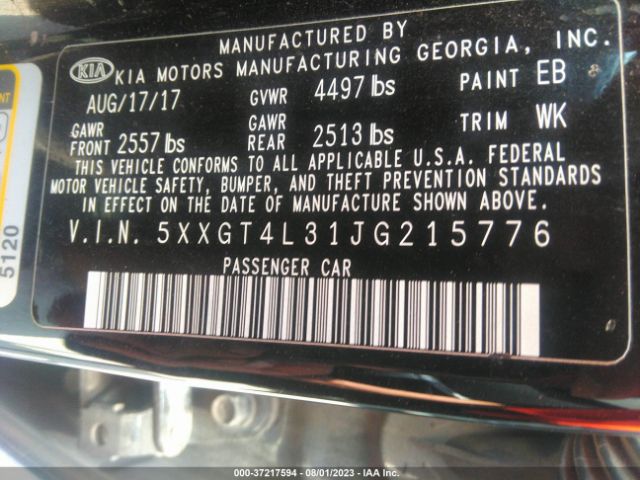 MANUFACTURED BY
KIA KIA MOTORS MANUFACTURING GEORGIA, INC.
AUG/17/17 GVWR 4497 lbs PAINT EB 8
GAWR FRONT 2557 lbs GAWR REAR 2513 lbs TRIM WK
THIS VEHICLE CONFORMS TO ALL APPLICABLE U.S.A. FEDERAL
MOTOR VEHICLE SAFETY, BUMPER, AND THEFT PREVENTION STANDARDS
IN EFFECT ON THE DATE OF MANUFACTURE SHOWN ABOVE.
V.I.N. 5XXGT4L31JG215776
PASSENGER CAR
5120
000-37217594 - 08/01/2023 - IAA Inc.